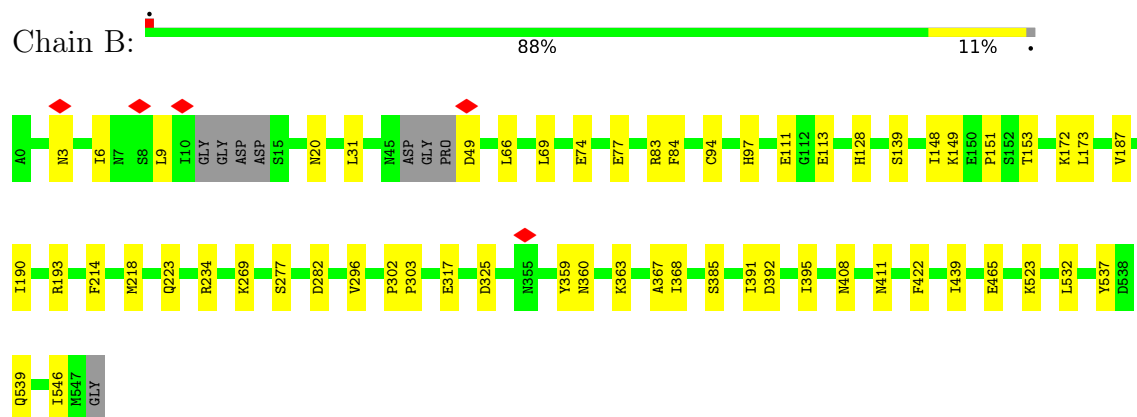 Chain B: • 88% 11% •
A0 N3 I6 N7 S8 L9 I10 GLY GLY ASP ASP S15 N20 L31 N45 ASP GLY PRO D49 L66 L69 E74 E77 R83 F84 C94 H97 E111 G112 E113 H128 S139 I148 K149 E150 P151 S152 T153 K172 L173 V187
I190 R193 F214 M218 Q223 R234 K269 S277 D282 V296 P302 P303 E317 D325 N355 Y359 N360 K363 A367 I368 S385 I391 D392 I395 N408 N411 F422 I439 E465 K523 L532 Y537 D538
Q539 I546 M547 GLY